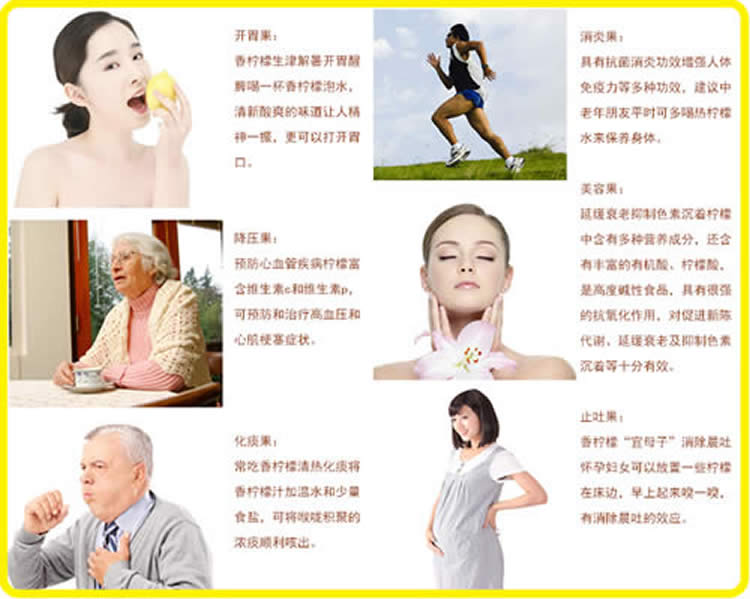 开胃果：
香柠檬生津解暑开胃醒
脾喝一杯香柠檬泡水，
清新酸爽的味道让人精
神一振，更可以打开胃
口。
消炎果：
具有抗菌消炎功效增强人体
免疫力等多种功效，建议中
老年朋友平时可多喝热柠檬
水来保养身体。
降压果：
预防心血管疾病柠檬富
含维生素c和维生素p，
可预防和治疗高血压和
心肌梗塞症状。
美容果：
延缓衰老抑制色素沉着柠檬
中含有多种营养成分，还含
有丰富的有机酸、柠檬酸，
是高度碱性食品，具有很强
的抗氧化作用，对促进新陈
代谢，延缓衰老及抑制色素
沉着等十分有效。
化痰果：
常吃香柠檬清热化痰将
香柠檬汁加温水和少量
食盐，可将喉咙积聚的
浓痰顺利咳出。
止吐果：
香柠檬“宜母子”消除晨吐
怀孕妇女可以放置一些柠檬
在床边，早上起来嗅一嗅，
有消除晨吐的效应。